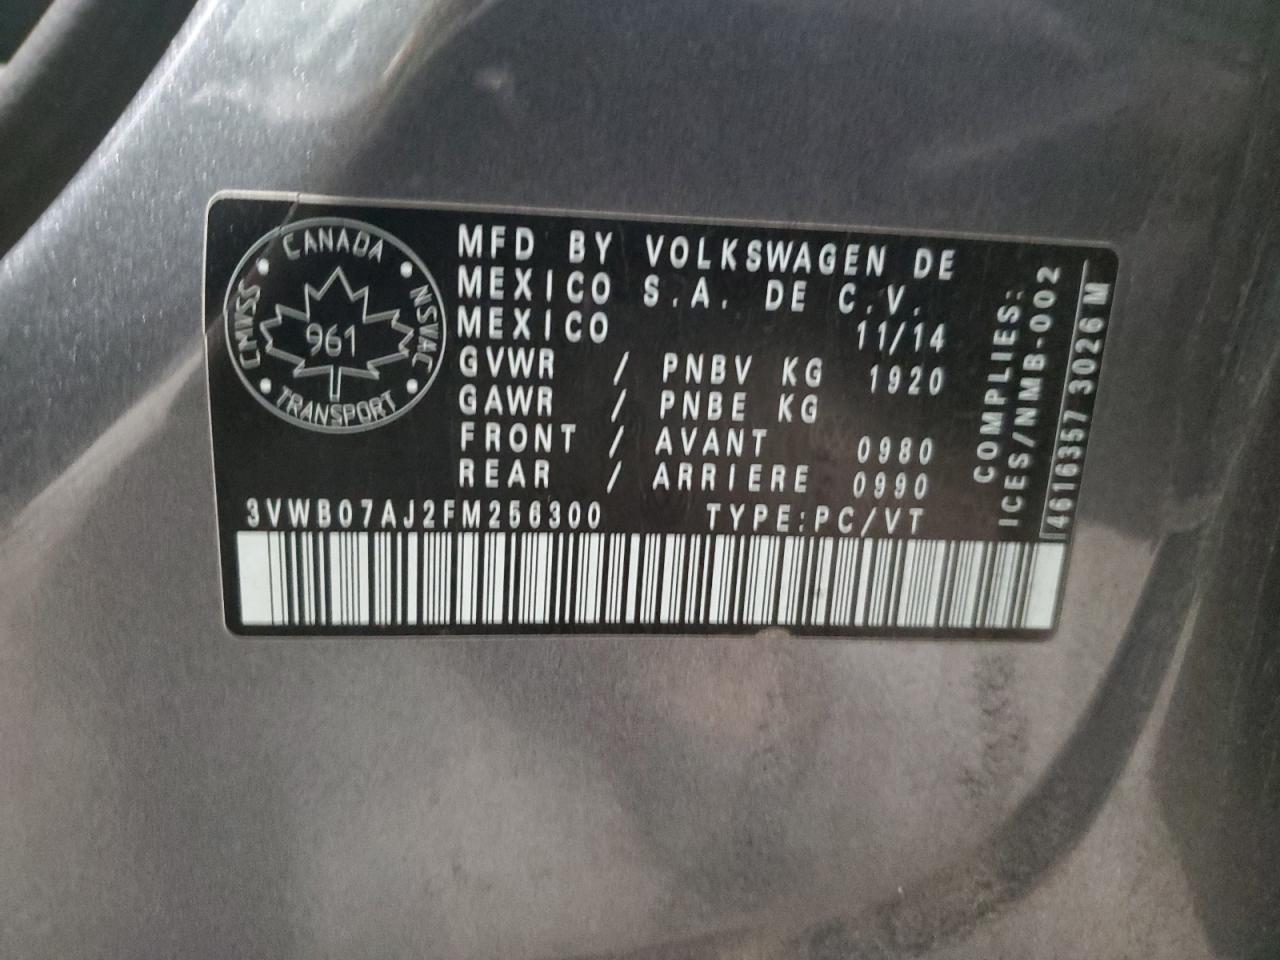 CANADA
CMVSS
NSVAC
961
TRANSPORT
MFD BY VOLKSWAGEN DE
MEXICO S.A. DE C.V.
MEXICO 11/14
GVWR / PNBV KG 1920
GAWR / PNBE KG
FRONT / AVANT 0980
REAR / ARRIERE 0990
3VWB07AJ2FM256300 TYPE:PC/VT
COMPLIES:
ICES/NMB-002
4616357 3026 M